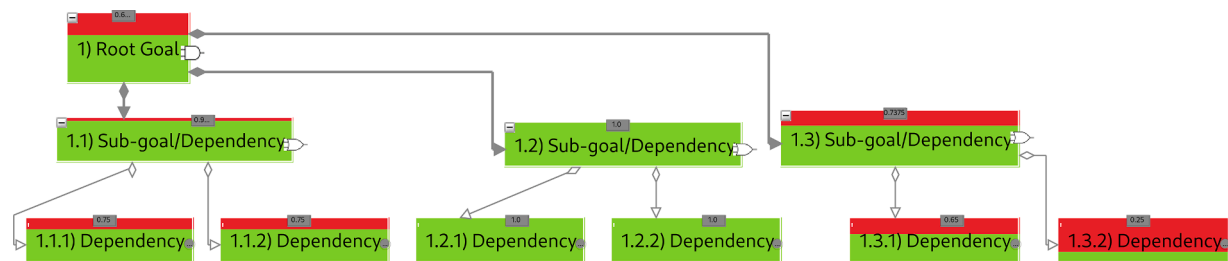 0.6...
1) Root Goal
0.9...
1.1) Sub-goal/Dependency
1.0
1.2) Sub-goal/Dependency
0.7375
1.3) Sub-goal/Dependency
0.75
1.1.1) Dependency
0.75
1.1.2) Dependency
1.0
1.2.1) Dependency
1.0
1.2.2) Dependency
0.65
1.3.1) Dependency
0.25
1.3.2) Dependency